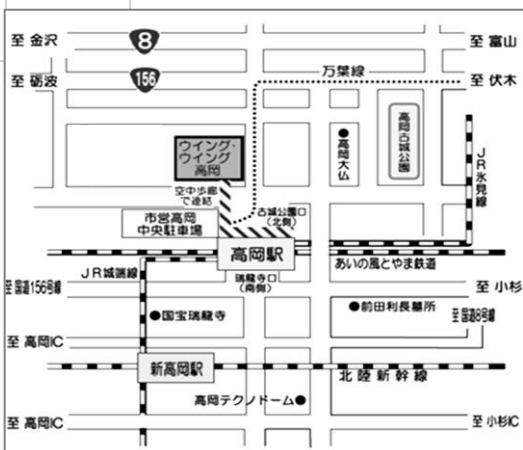 至 金沢
8
至 富山
至 砺波
156
万葉線
至 伏木
ウイング・
ウイング
高岡
高岡大仏
高岡古城公園
JR氷見線
空中歩廊
で連結
古城公園口
(北側)
市営高岡
中央駐車場
高岡駅
あいの風とやま鉄道
JR城端線
瑞龍寺口
(南側)
至 国道156号線
至 小杉
国宝瑞龍寺
前田利長墓所
至 国道8号線
至 高岡IC
新高岡駅
北陸新幹線
高岡テクノドーム
至 高岡IC
至 小杉IC